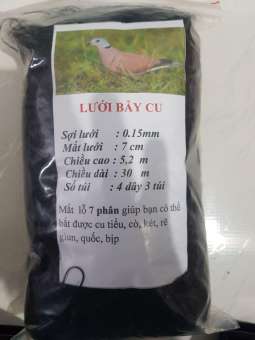 LƯỚI BẪY CU
Sợi lưới : 0.15mm
Mắt lưới : 7 cm
Chiều cao : 5,2 m
Chiều dài : 30 m
Số túi : 4 dây 3 túi
Mắt lỗ 7 phân giúp bạn có thể
bắt được cu tiều, cò, két, rẽ
giun, quốc, bịp